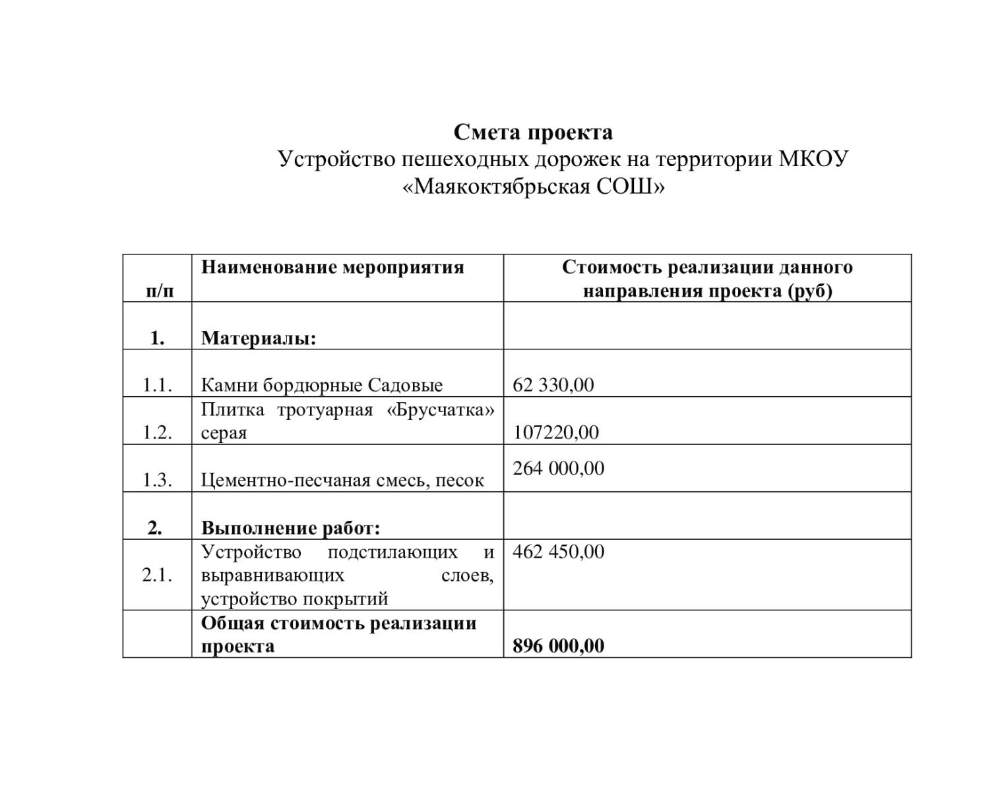 Смета проекта
Устройство пешеходных дорожек на территории МКОУ
«Маякоктябрьская СОШ»
п/п
Наименование мероприятия
Стоимость реализации данного
направления проекта (руб)
1.
Материалы:
1.1.
Камни бордюрные Садовые
62 330,00
1.2.
Плитка тротуарная «Брусчатка»
серая
107220,00
1.3.
Цементно-песчаная смесь, песок
264 000,00
2.
Выполнение работ:
2.1.
Устройство подстилающих и
выравнивающих слоев,
устройство покрытий
462 450,00
Общая стоимость реализации
проекта
896 000,00